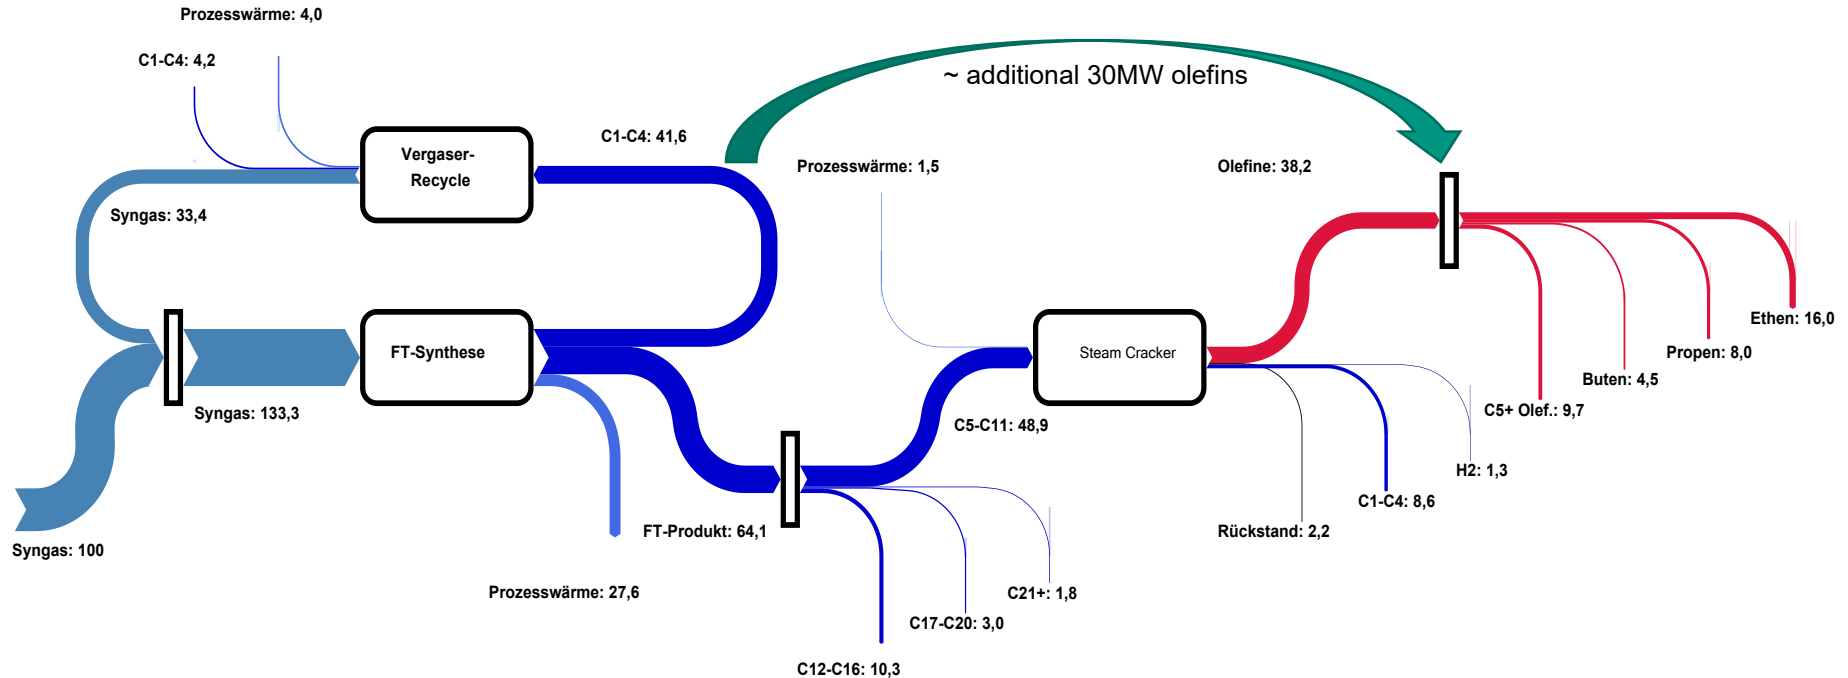 Prozesswärme: 4,0
C1-C4: 4,2
~ additional 30MW olefins
C1-C4: 41,6
Vergaser-
Recycle
Prozesswärme: 1,5
Olefine: 38,2
Syngas: 33,4
Ethen: 16,0
FT-Synthese
Steam Cracker
Propen: 8,0
Buten: 4,5
Syngas: 133,3
C5+ Olef.: 9,7
C5-C11: 48,9
H2: 1,3
C1-C4: 8,6
FT-Produkt: 64,1
Rückstand: 2,2
Syngas: 100
Prozesswärme: 27,6
C21+: 1,8
C17-C20: 3,0
C12-C16: 10,3